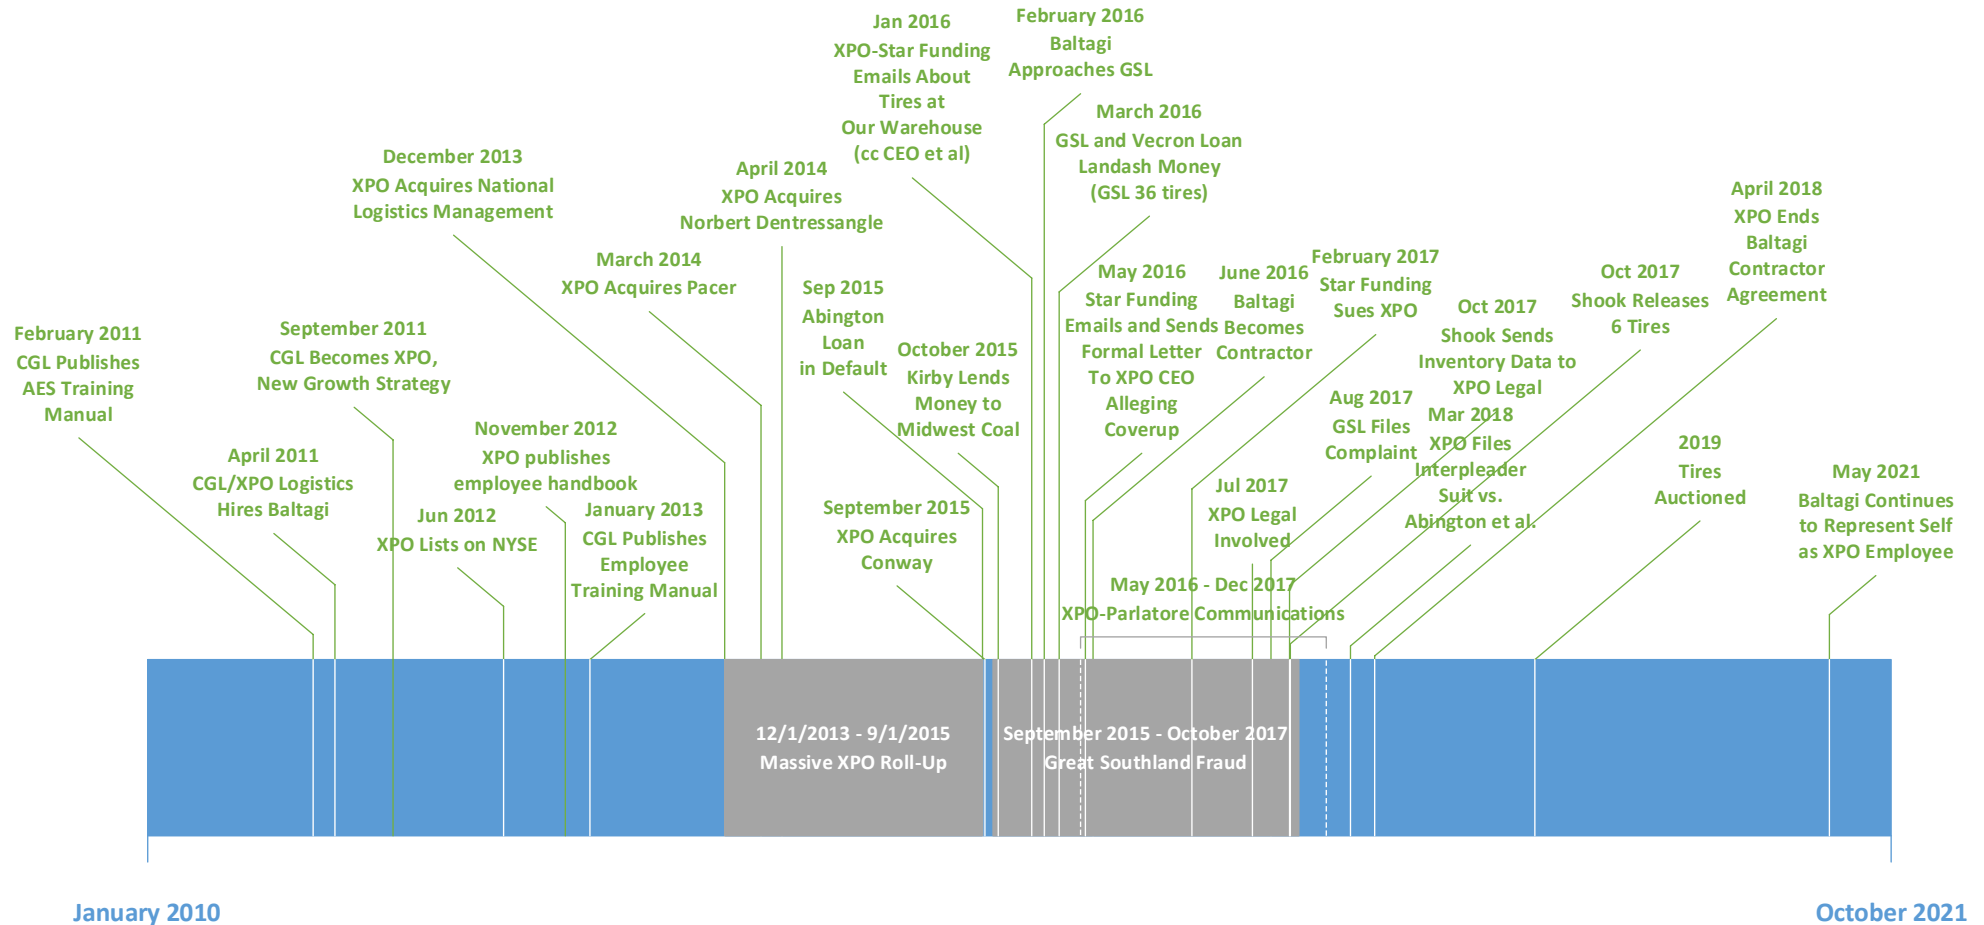 February 2011
CGL Publishes
AES Training
Manual
April 2011
CGL/XPO Logistics
Hires Baltagi
September 2011
CGL Becomes XPO,
New Growth Strategy
Jun 2012
XPO Lists on NYSE
November 2012
XPO publishes
employee handbook
January 2013
CGL Publishes
Employee
Training Manual
December 2013
XPO Acquires National
Logistics Management
March 2014
XPO Acquires Pacer
April 2014
XPO Acquires
Norbert Dentressangle
Sep 2015
Abington
Loan
in Default
September 2015
XPO Acquires
Conway
October 2015
Kirby Lends
Money to
Midwest Coal
Jan 2016
XPO-Star Funding
Emails About
Tires at
Our Warehouse
(cc CEO et al)
February 2016
Baltagi
Approaches GSL
March 2016
GSL and Vecron Loan
Landash Money
(GSL 36 tires)
May 2016
Star Funding
Emails and Sends
Formal Letter
To XPO CEO
Alleging
Coverup
June 2016
Baltagi
Becomes
Contractor
February 2017
Star Funding
Sues XPO
Jul 2017
XPO Legal
Involved
May 2016 - Dec 2017
XPO-Parlatore Communications
Aug 2017
GSL Files
Complaint
Oct 2017
Shook Sends
Inventory Data to
XPO Legal
Mar 2018
XPO Files
Interpleader
Suit vs.
Abington et al.
Oct 2017
Shook Releases
6 Tires
April 2018
XPO Ends
Baltagi
Contractor
Agreement
2019
Tires
Auctioned
May 2021
Baltagi Continues
to Represent Self
as XPO Employee
12/1/2013 - 9/1/2015
Massive XPO Roll-Up
September 2015 - October 2017
Great Southland Fraud
January 2010
October 2021